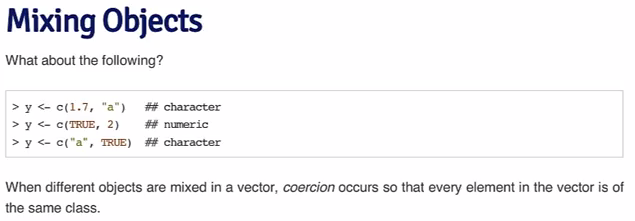 Mixing Objects
What about the following?
> y <- c(1.7, "a")   ## character
> y <- c(TRUE, 2)    ## numeric
> y <- c("a", TRUE)  ## character
When different objects are mixed in a vector, coercion occurs so that every element in the vector is of
the same class.